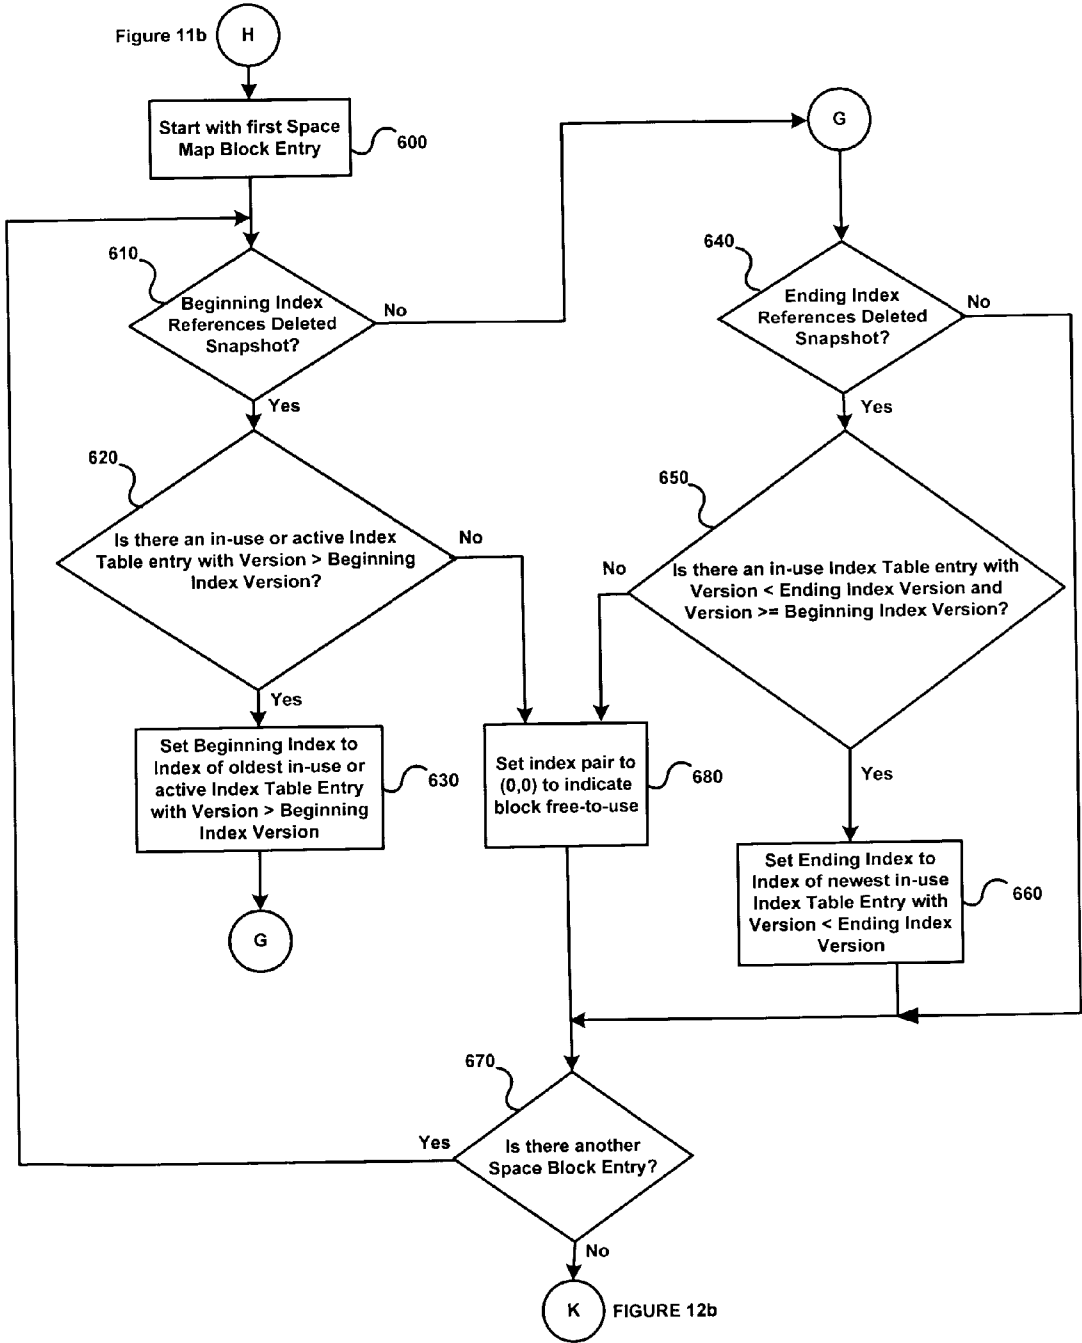 Figure 11b
H
Start with first Space
Map Block Entry
600
G
610
Beginning Index
References Deleted
Snapshot?
No
Yes
640
Ending Index
References Deleted
Snapshot?
No
Yes
620
Is there an in-use or active Index
Table entry with Version > Beginning
Index Version?
No
Yes
650
Is there an in-use Index Table entry with
Version < Ending Index Version and
Version >= Beginning Index Version?
No
Yes
Set Beginning Index to
Index of oldest in-use or
active Index Table Entry
with Version > Beginning
Index Version
630
Set index pair to
(0,0) to indicate
block free-to-use
680
Set Ending Index to
Index of newest in-use
Index Table Entry with
Version < Ending Index
Version
660
G
670
Is there another
Space Block Entry?
Yes
No
K
FIGURE 12b